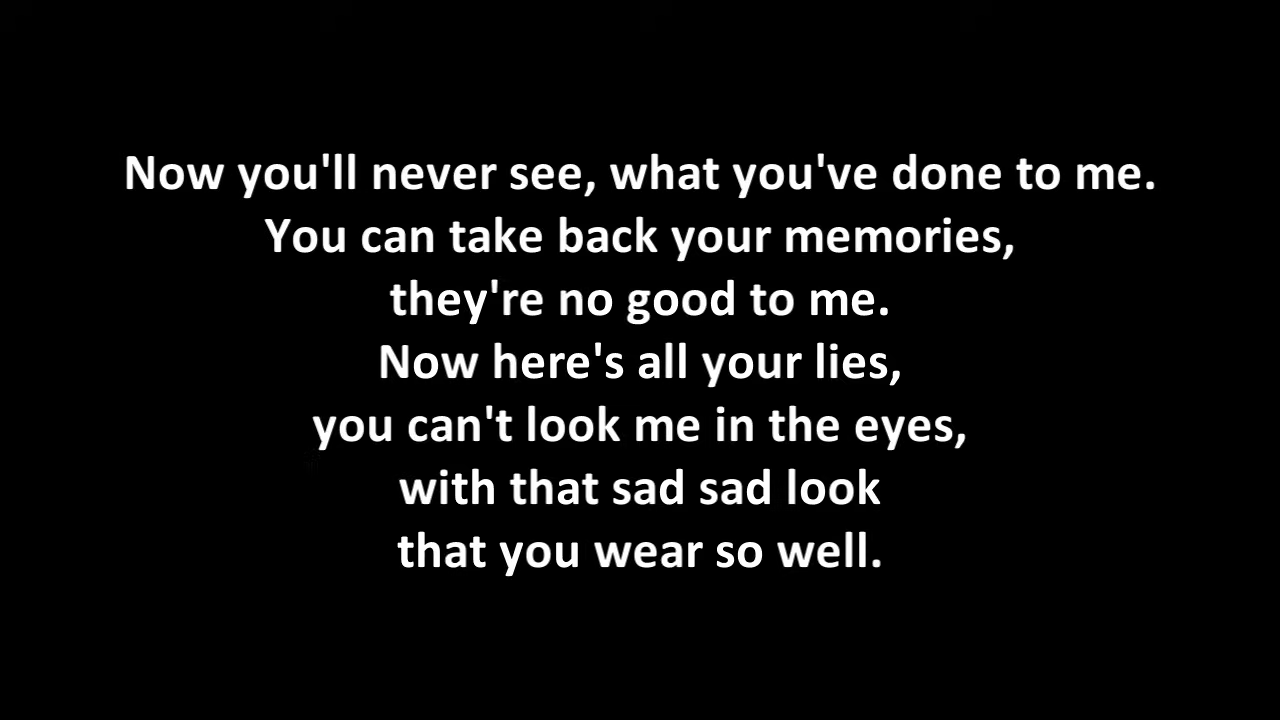 Now you'll never see, what you've done to me.
You can take back your memories,
they're no good to me.
Now here's all your lies,
you can't look me in the eyes,
with that sad sad look
that you wear so well.